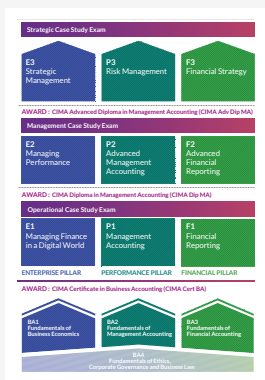 Strategic Case Study Exam
E3
Strategic
Management
P3
Risk Management
F3
Financial Strategy
AWARD : CIMA Advanced Diploma in Management Accounting (CIMA Adv Dip MA)
Management Case Study Exam
E2
Managing
Performance
P2
Advanced
Management
Accounting
F2
Advanced
Financial
Reporting
AWARD : CIMA Diploma in Management Accounting (CIMA Dip MA)
Operational Case Study Exam
E1
Managing Finance
in a Digital World
P1
Management
Accounting
F1
Financial
Reporting
ENTERPRISE PILLAR
PERFORMANCE PILLAR
FINANCIAL PILLAR
AWARD : CIMA Certificate in Business Accounting (CIMA Cert BA)
BA1
Fundamentals of
Business Economics
BA2
Fundamentals of
Management Accounting
BA3
Fundamentals of
Financial Accounting
BA4
Fundamentals of Ethics,
Corporate Governance and Business Law